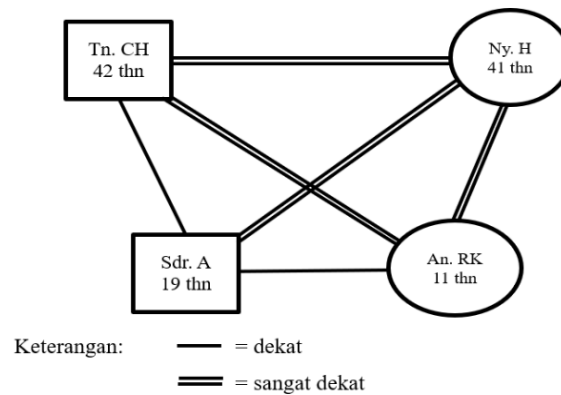 Tn. CH
42 thn
Ny. H
41 thn
Sdr. A
19 thn
An. RK
11 thn
Keterangan:
= dekat
= sangat dekat